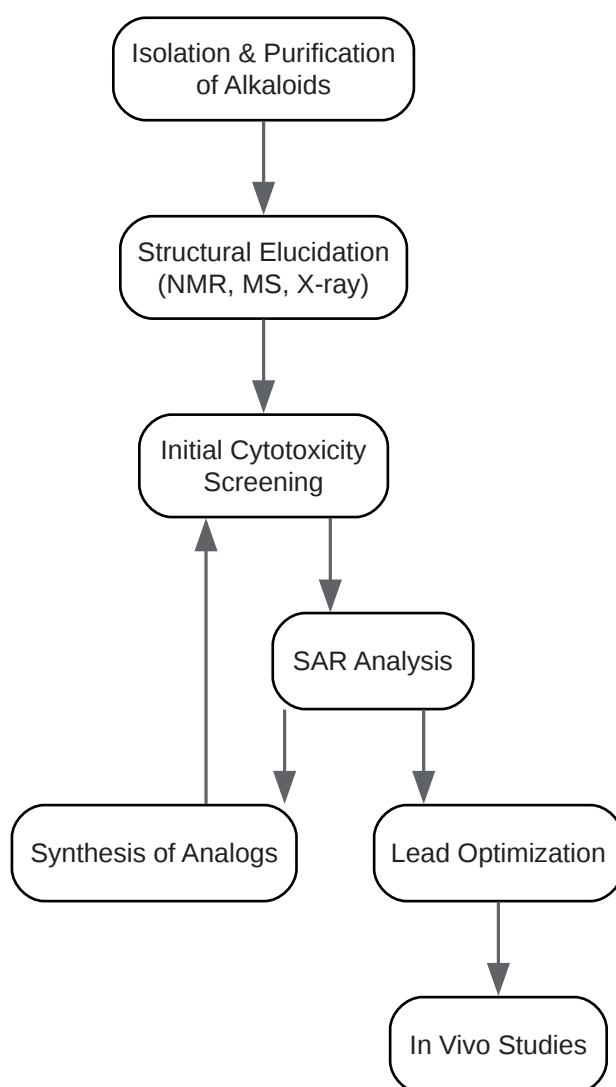 Isolation & Purification
of Alkaloids
Structural Elucidation
(NMR, MS, X-ray)
Initial Cytotoxicity
Screening
SAR Analysis
Synthesis of Analogs
Lead Optimization
In Vivo Studies